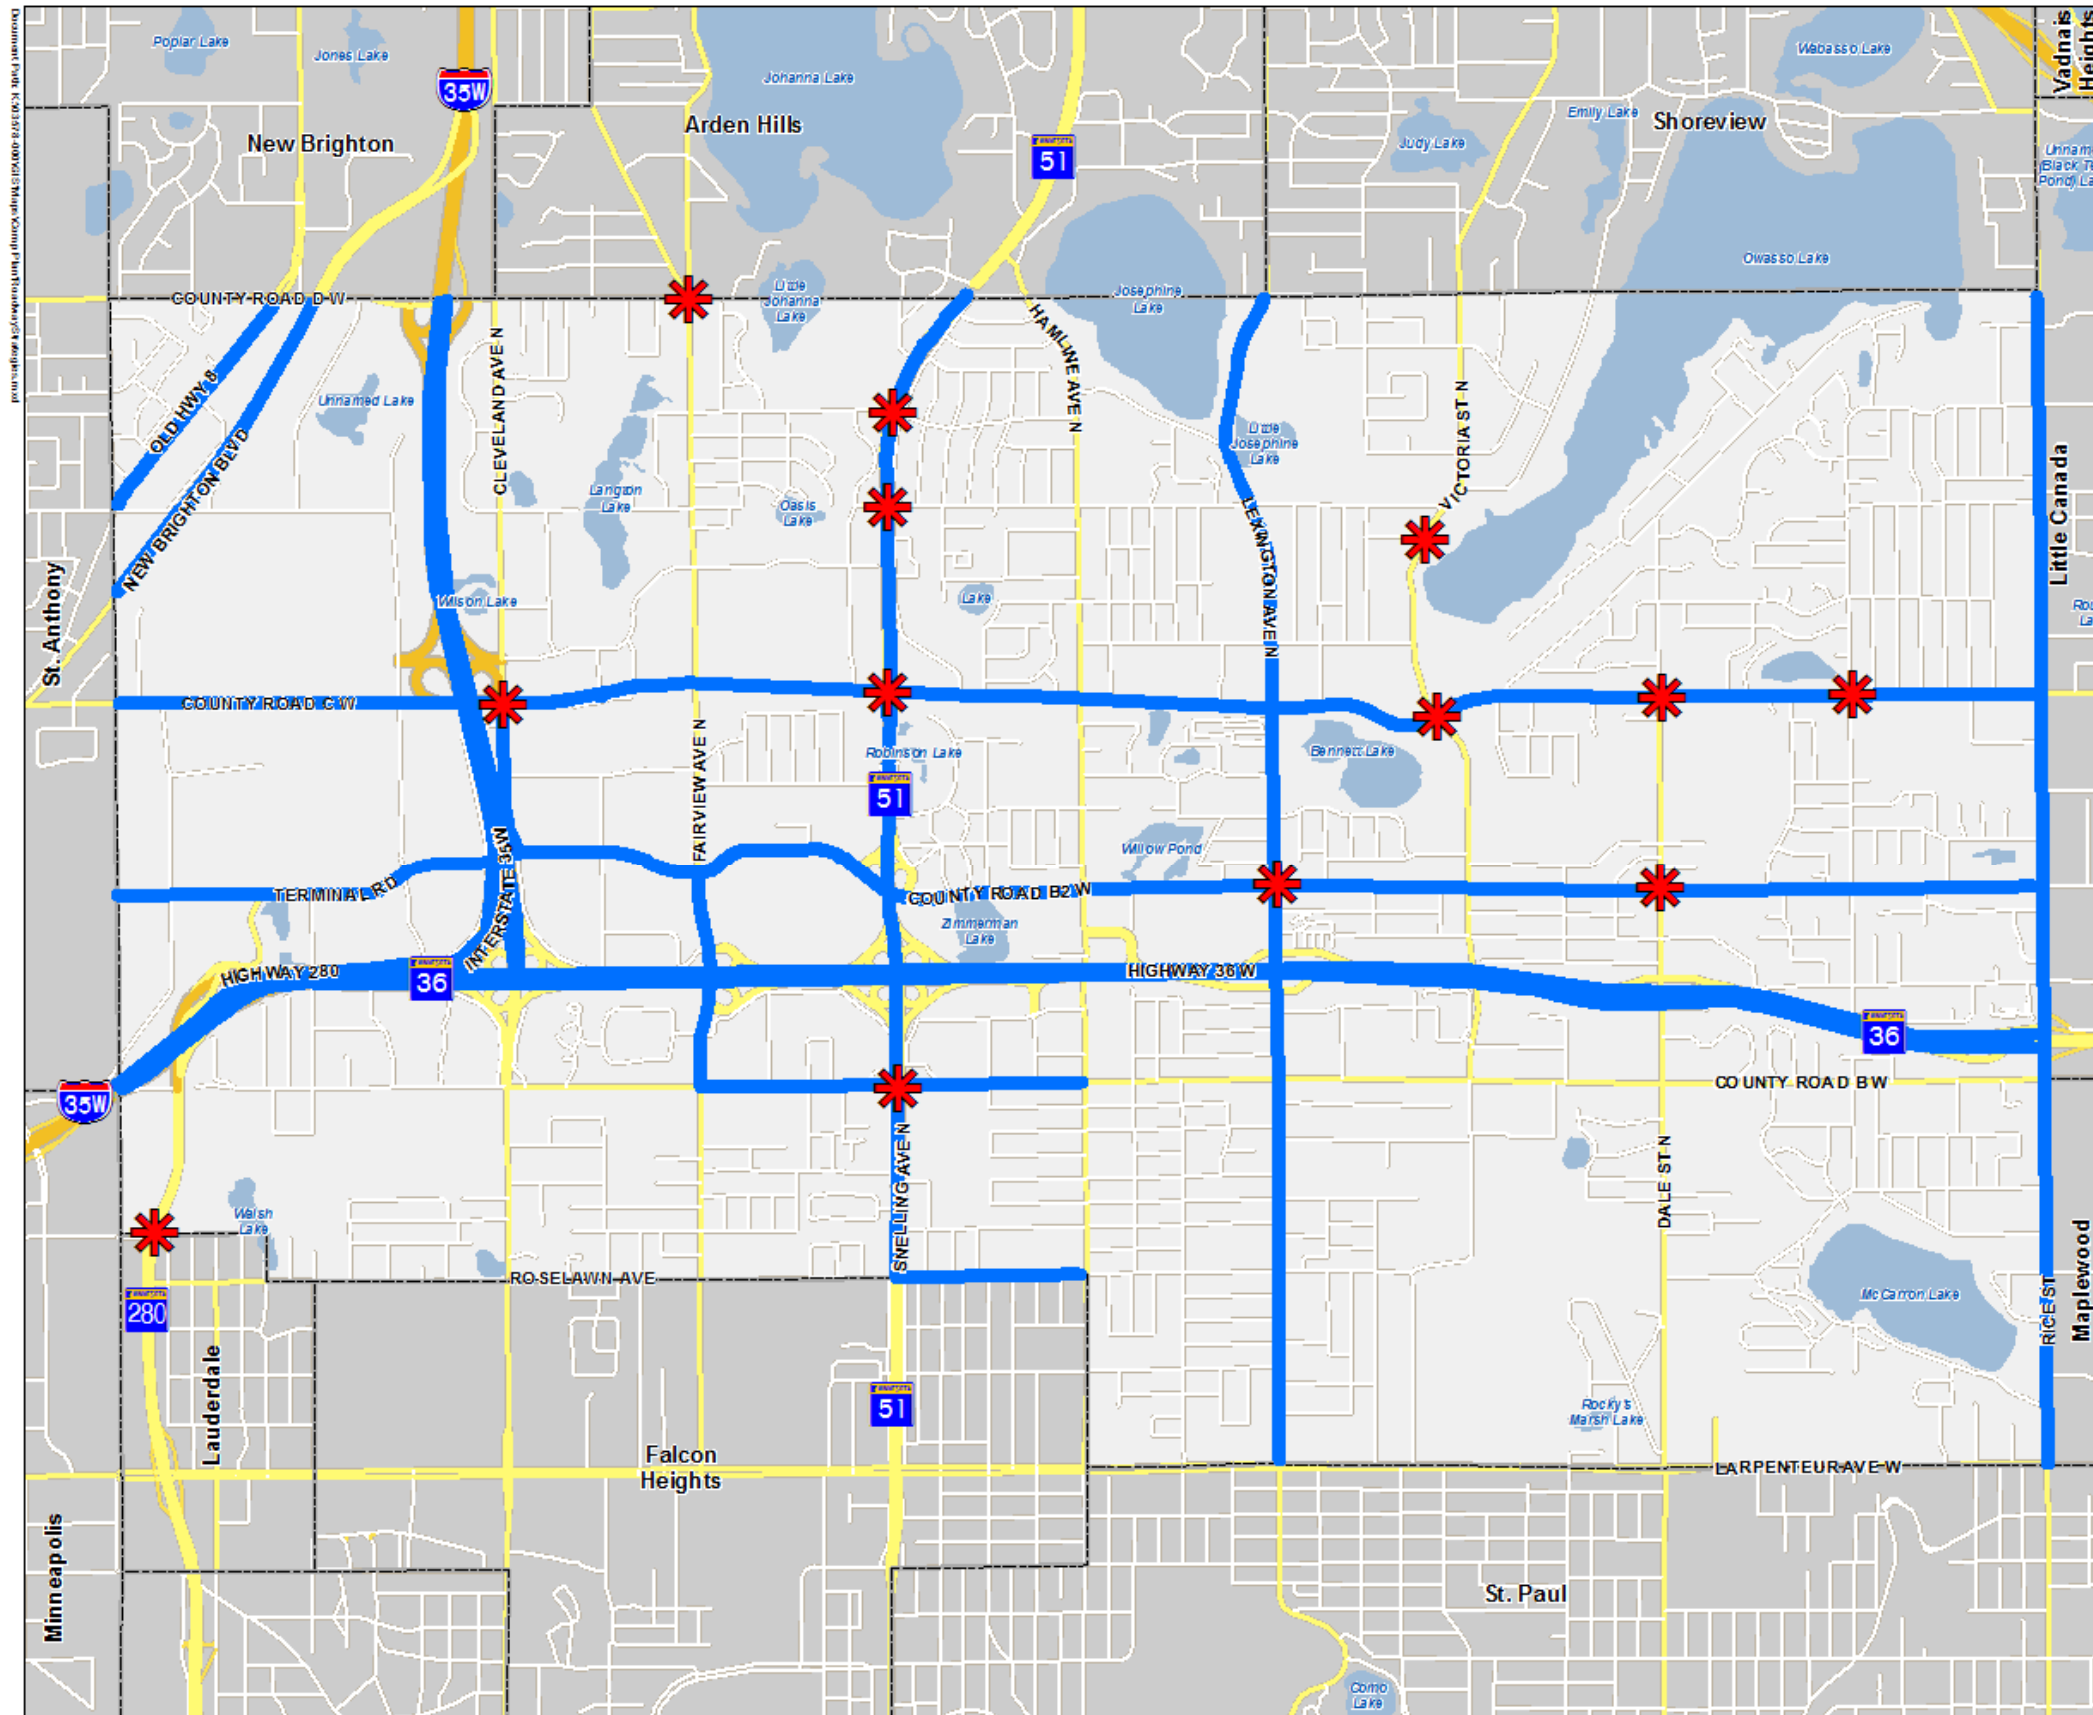 Poplar Lake
Jones Lake
35W
Johanna Lake
Wabasso Lake
Vadnais
Heights
New Brighton
Arden Hills
51
Judy Lake
Emily Lake
Shoreview
Owasso Lake
COUNTY ROAD D W
Little
Johanna
Lake
Josephine
Lake
HAMLINE AVE N
CLEVELAND AVE N
OLD HWY 8
Unnamed Lake
NEW BRIGHTON BLVD
Langton
Lake
Oasis
Lake
Little
Josephine
Lake
VICTORIA ST N
LEXINGTON AVE N
Little Canada
St. Anthony
Wilson Lake
Lake
COUNTY ROAD C W
FAIRVIEW AVE N
Robinson Lake
Bennett Lake
MINNESOTA
51
Willow Pond
INTERSTATE 35W
TERMINAL RD
COUNTY ROAD B2 W
Zimmerman
Lake
HIGHWAY 280
36
HIGHWAY 36 W
36
35W
COUNTY ROAD B W
SNELLING AVE N
DALE ST N
Walsh
Lake
ROSELAWN AVE
280
Lauderdale
McCarron Lake
RICE ST
Maplewood
51
Rocky's
Marsh Lake
Falcon
Heights
LARPENTEUR AVE W
Minneapolis
St. Paul
Como
Lake